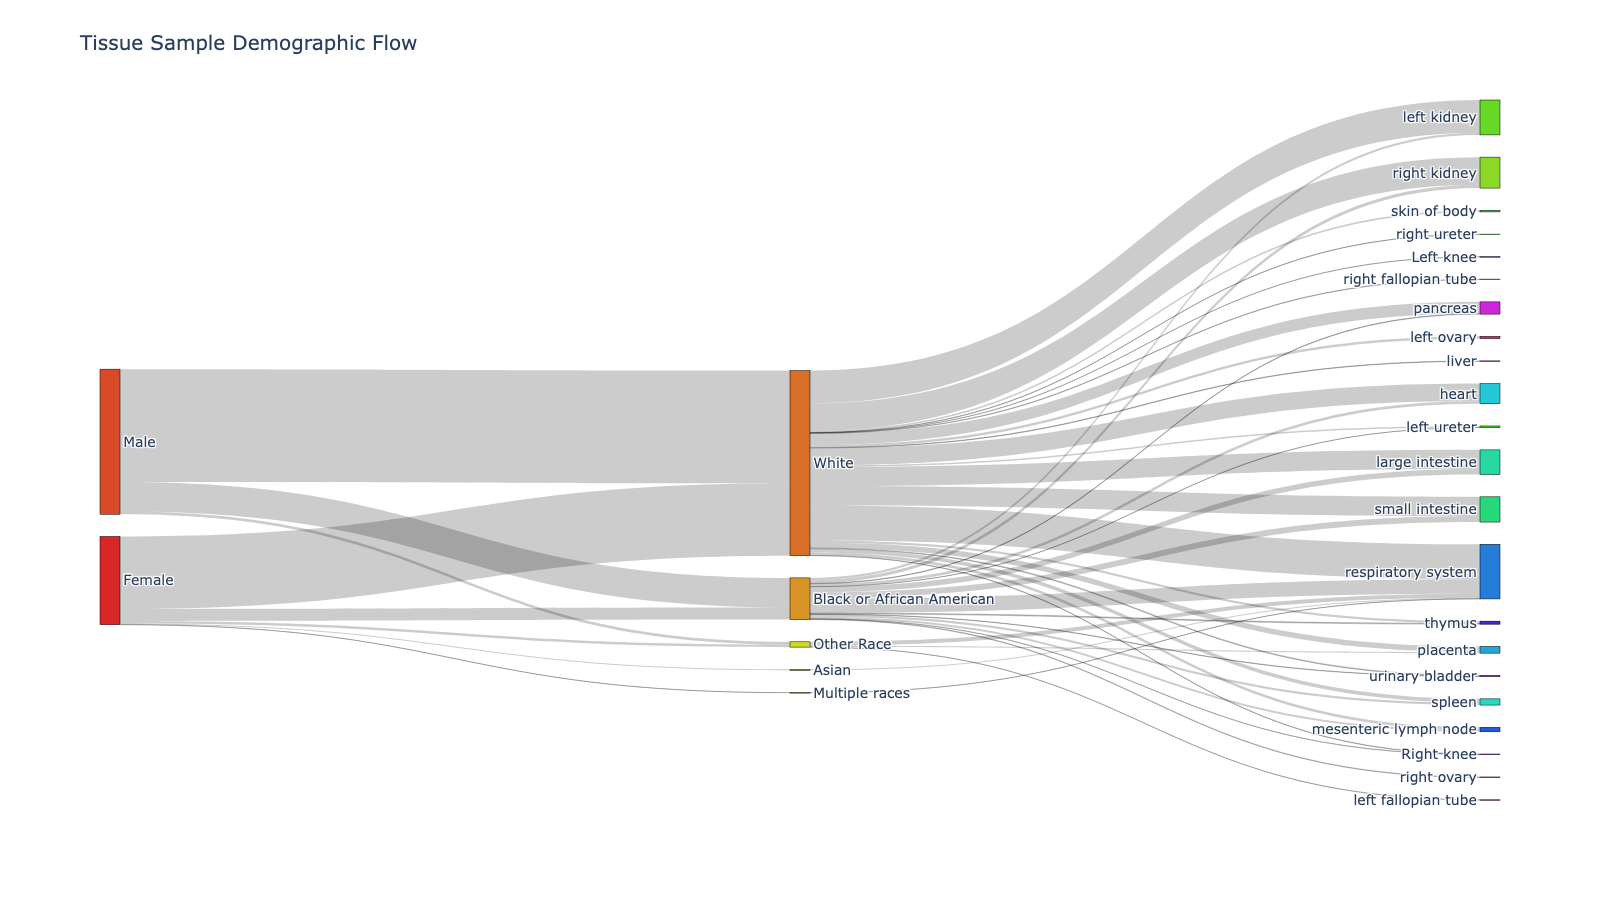 Tissue Sample Demographic Flow
Male
Female
White
Black or African American
Other Race
Asian
Multiple races
left kidney
right kidney
skin of body
right ureter
Left knee
right fallopian tube
pancreas
left ovary
liver
heart
left ureter
large intestine
small intestine
respiratory system
thymus
placenta
urinary bladder
spleen
mesenteric lymph node
Right knee
right ovary
left fallopian tube